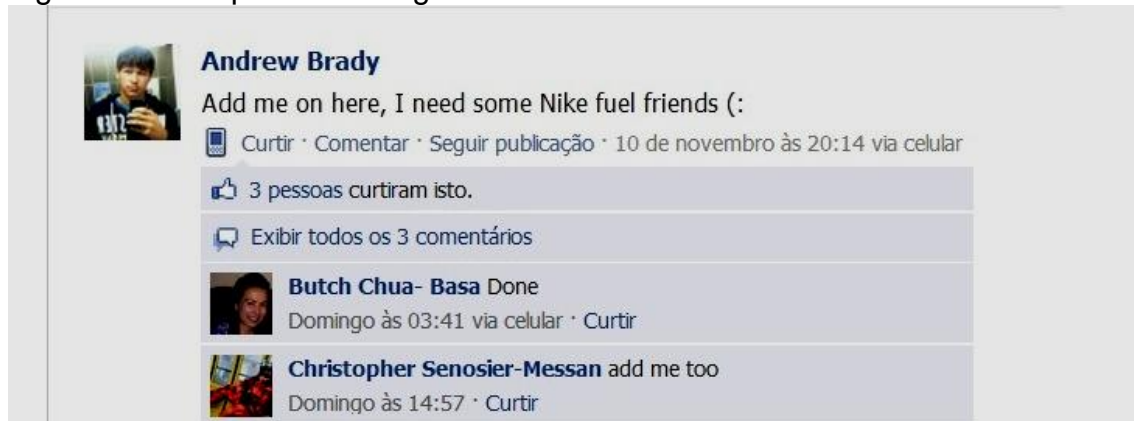 Andrew Brady
Add me on here, I need some Nike fuel friends (:
Curtir · Comentar · Seguir publicação · 10 de novembro às 20:14 via celular
3 pessoas curtiram isto.
Exibir todos os 3 comentários
Butch Chua- Basa Done
Domingo às 03:41 via celular · Curtir
Christopher Senosier-Messan add me too
Domingo às 14:57 · Curtir